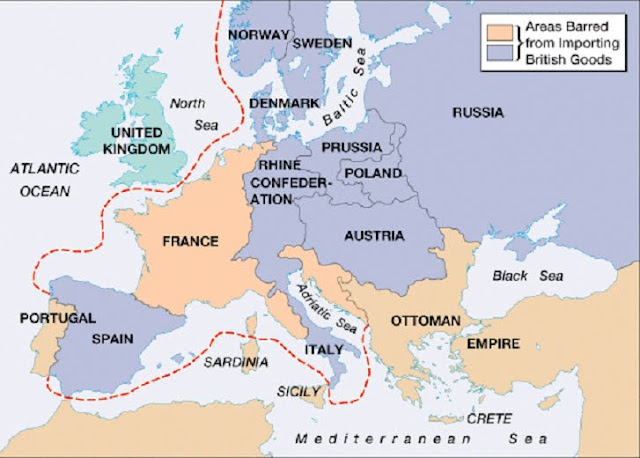 NORWAY
SWEDEN
Areas Barred
from Importing
British Goods
North
Sea
DENMARK
Baltic Sea
RUSSIA
UNITED
KINGDOM
PRUSSIA
ATLANTIC
OCEAN
RHINE
CONFEDER-
ATION
POLAND
FRANCE
AUSTRIA
Black Sea
Adriatic Sea
PORTUGAL
SPAIN
OTTOMAN
EMPIRE
ITALY
SARDINIA
SICILY
CRETE
Mediterranean Sea